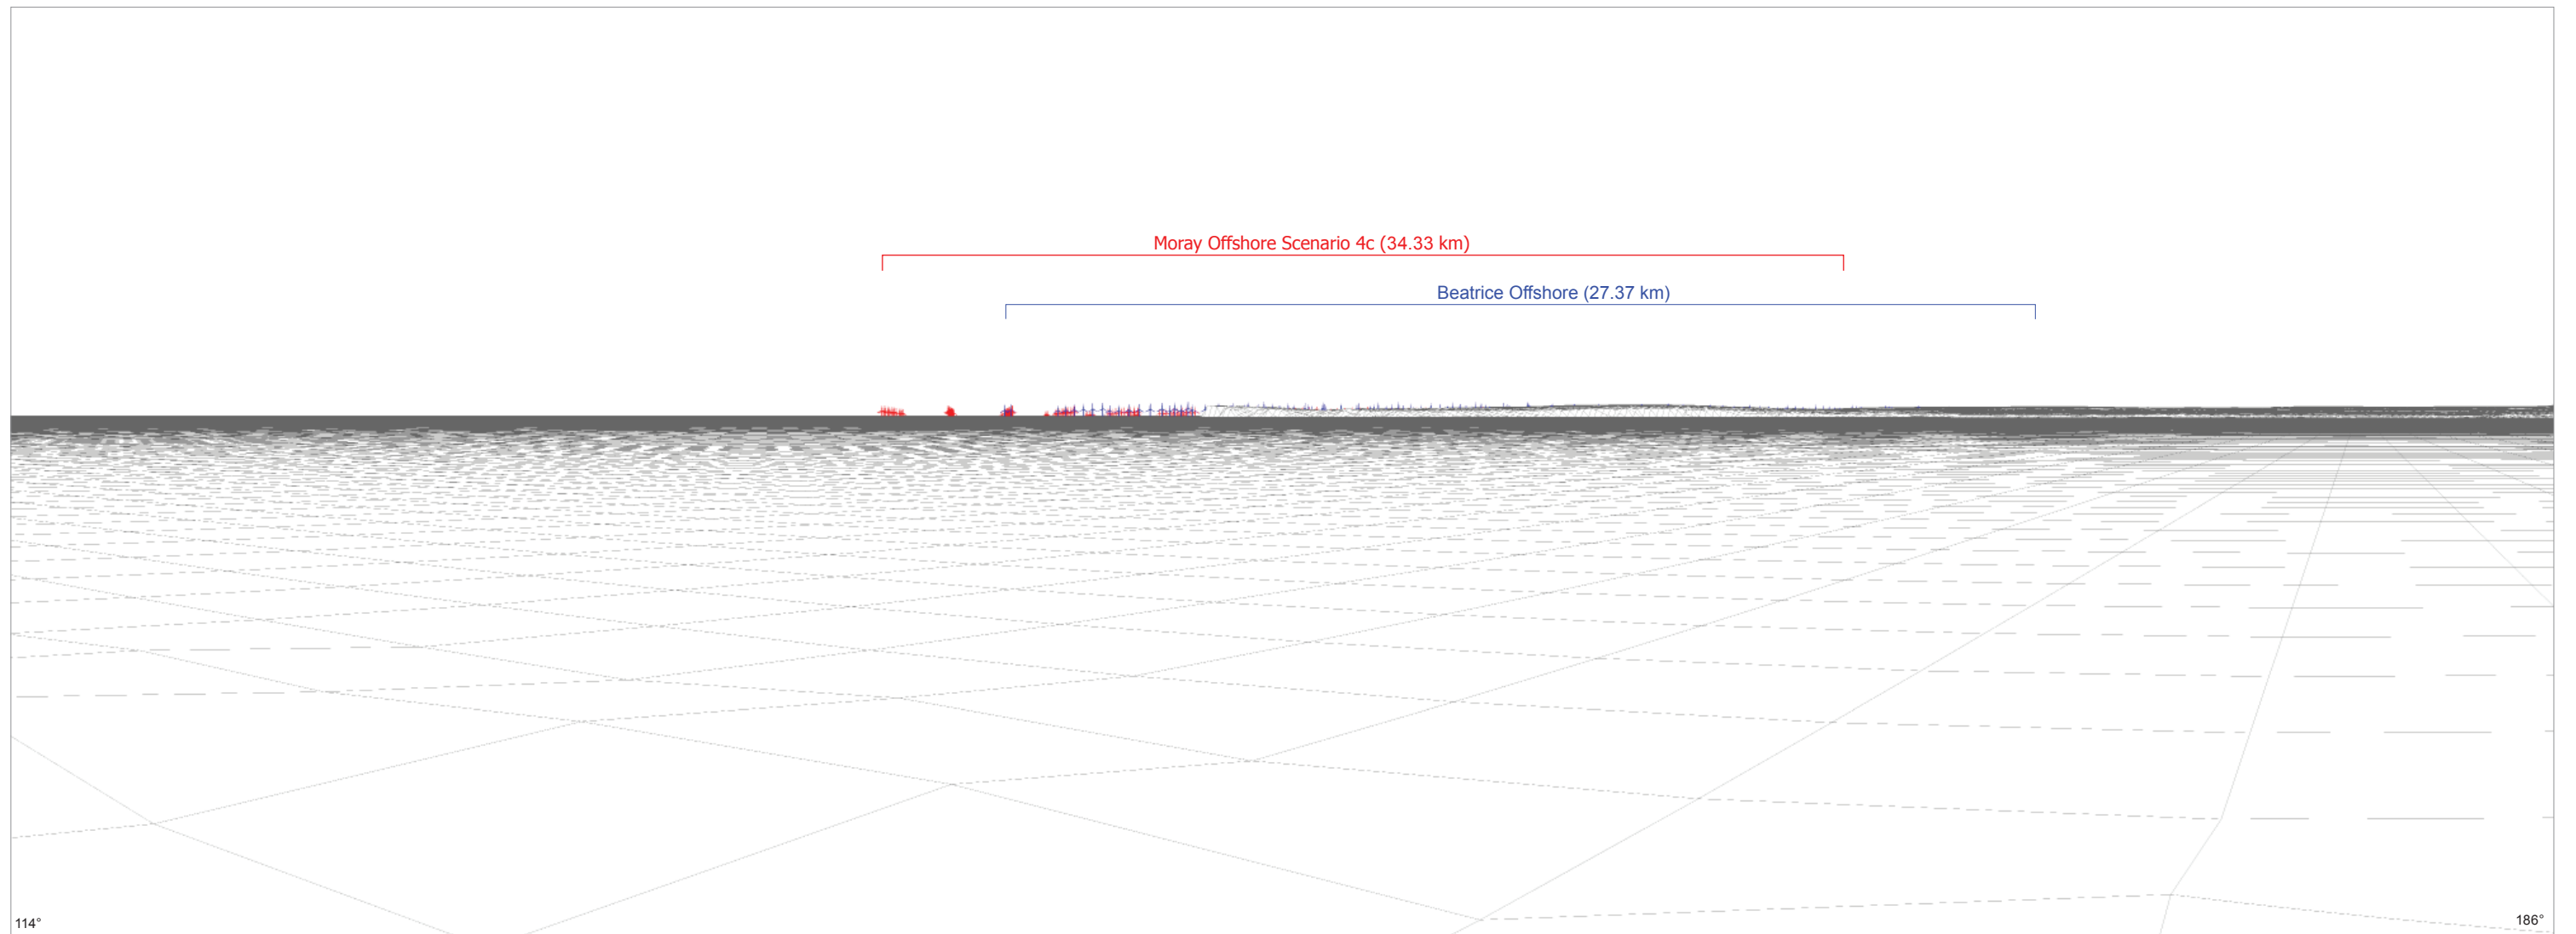 Moray Offshore Scenario 4c (34.33 km)
Beatrice Offshore (27.37 km)
114°
186°